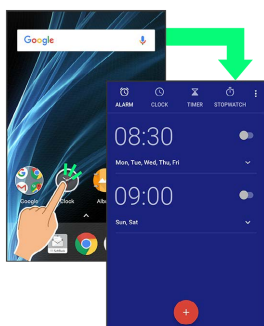 Google
Google
Clock
ALARM
CLOCK
TIMER
STOPWATCH
08:30
Mon, Tue, Wed, Thu, Fri
09:00
Sun, Sat